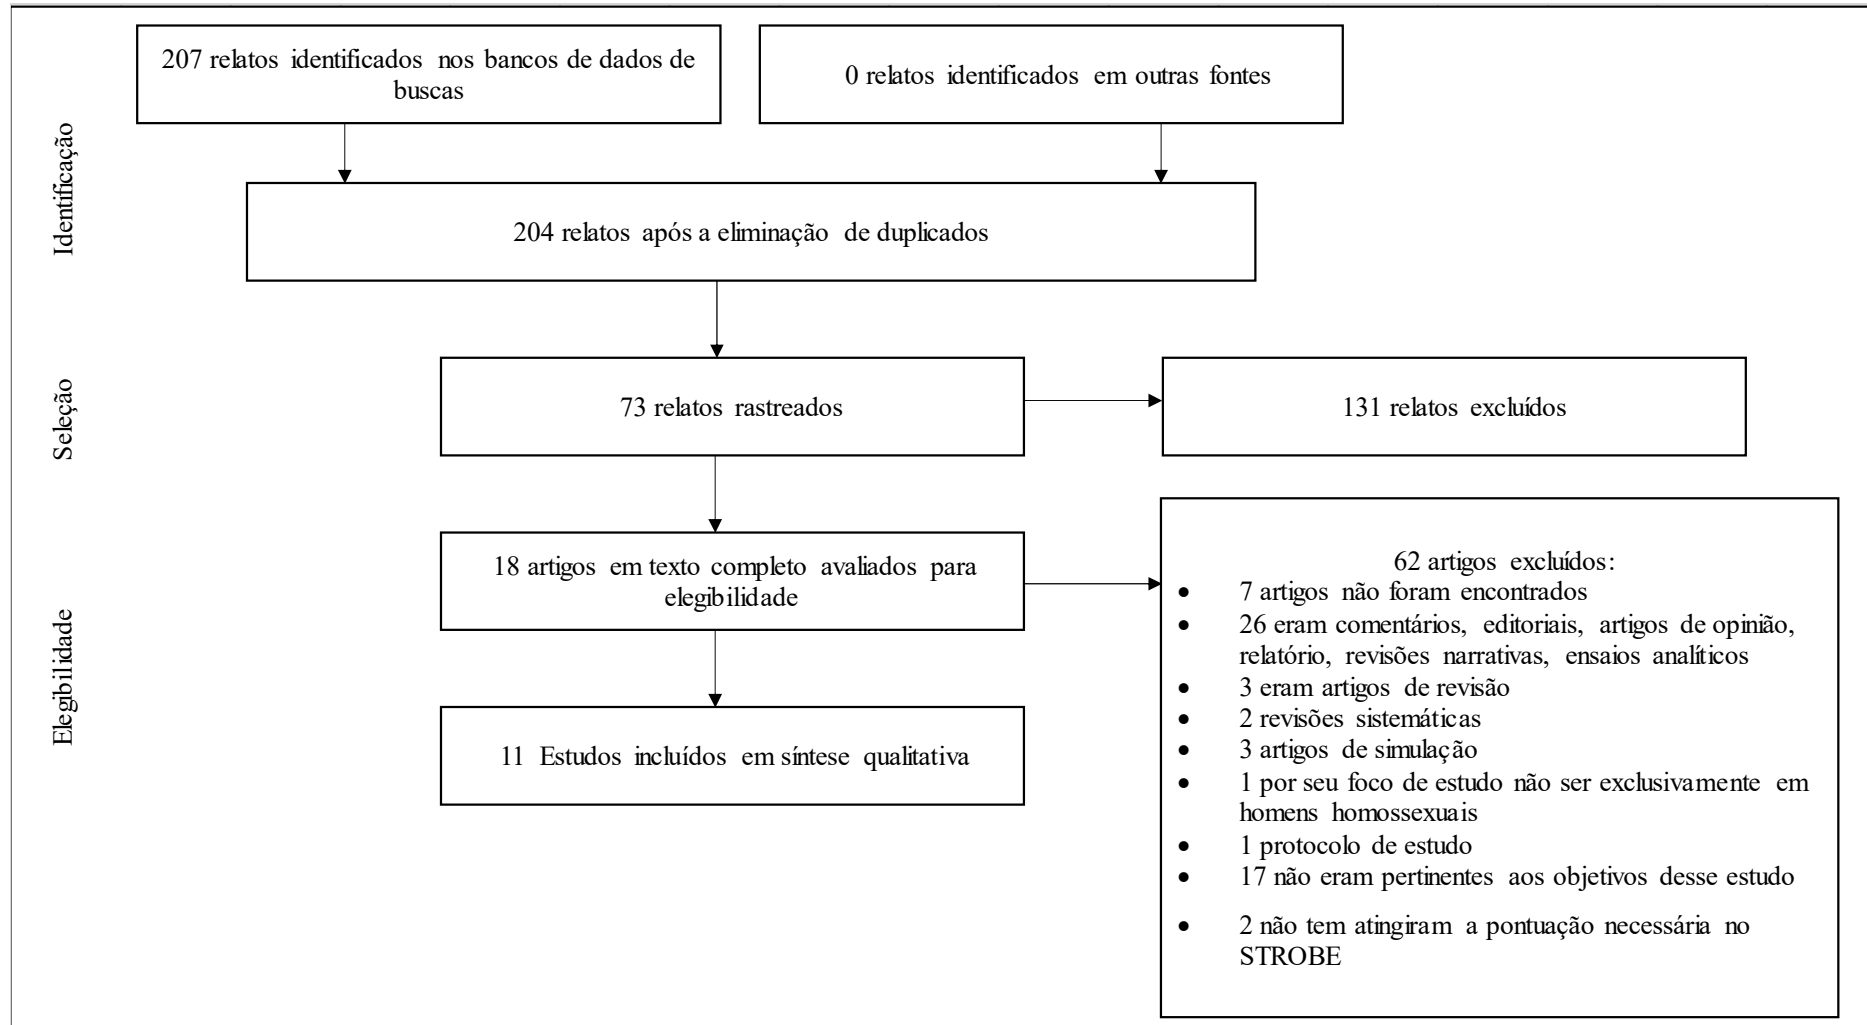 207 relatos identificados nos bancos de dados de
buscas
0 relatos identificados em outras fontes
Identificação
204 relatos após a eliminação de duplicados
Seleção
73 relatos rastreados
131 relatos excluídos
Elegibilidade
18 artigos em texto completo avaliados para
elegibilidade
11 Estudos incluídos em síntese qualitativa
62 artigos excluídos:
• 7 artigos não foram encontrados
• 26 eram comentários, editoriais, artigos de opinião,
relatório, revisões narrativas, ensaios analíticos
• 3 eram artigos de revisão
• 2 revisões sistemáticas
• 3 artigos de simulação
• 1 por seu foco de estudo não ser exclusivamente em
homens homossexuais
• 1 protocolo de estudo
• 17 não eram pertinentes aos objetivos desse estudo
• 2 não tem atingiram a pontuação necessária no
STROBE